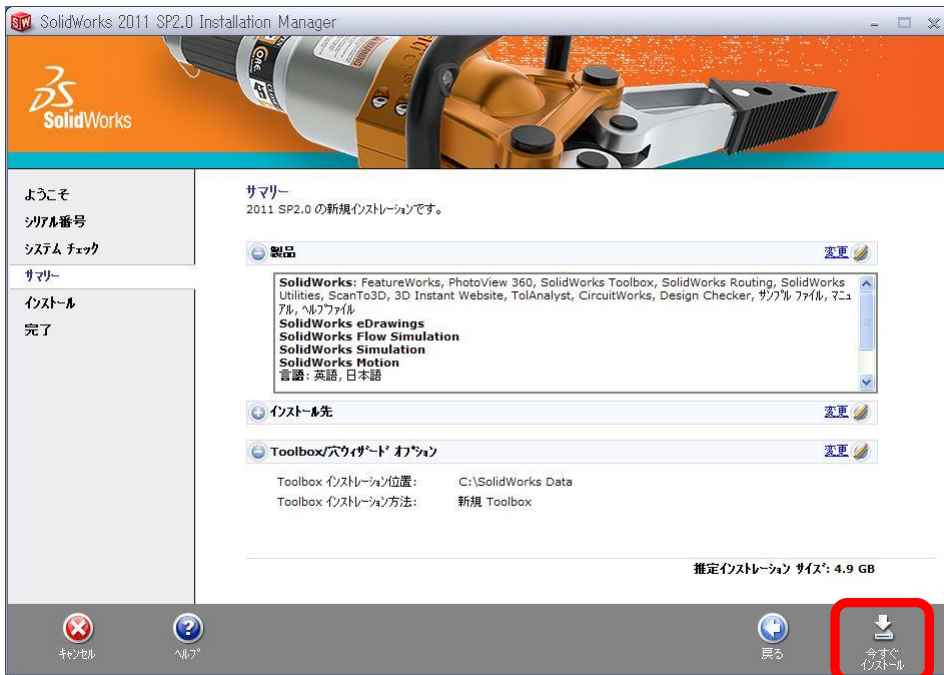 SolidWorks 2011 SP2.0 Installation Manager
SolidWorks
ようこそ
シリアル番号
システム チェック
サマリー
インストール
完了
サマリー
2011 SP2.0 の新規インストレーションです。
製品
変更
SolidWorks: FeatureWorks, PhotoView 360, SolidWorks Toolbox, SolidWorks Routing, SolidWorks
Utilities, ScanTo3D, 3D Instant Website, TolAnalyst, CircuitWorks, Design Checker, サンプル ファイル, マニュ
アル, ヘルプファイル
SolidWorks eDrawings
SolidWorks Flow Simulation
SolidWorks Simulation
SolidWorks Motion
言語: 英語, 日本語
インストール先
変更
Toolbox/穴ウィザード オプション
変更
Toolbox インストレーション位置: C:\SolidWorks Data
Toolbox インストレーション方法: 新規 Toolbox
推定インストレーション サイズ: 4.9 GB
キャンセル
ヘルプ
戻る
今すぐ
インストール